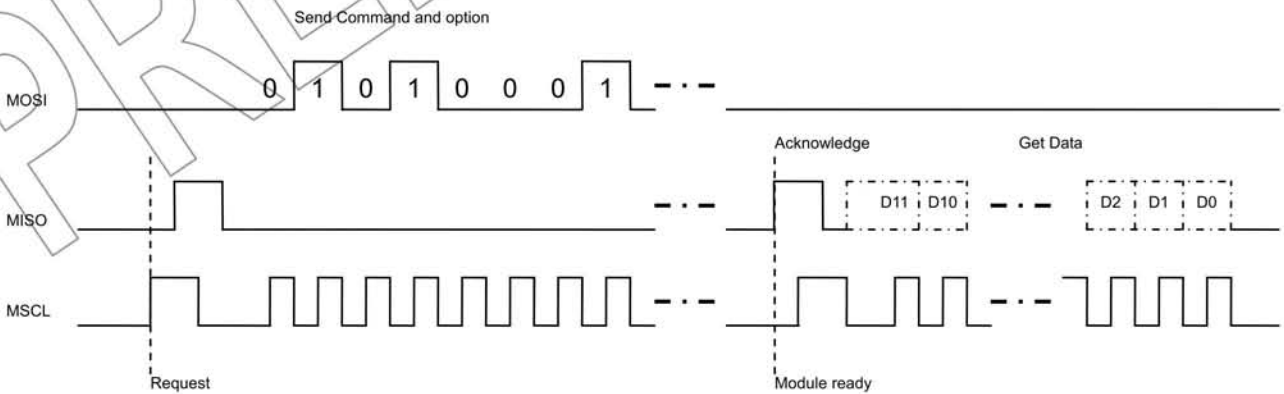 Send Command and option
MOSI
0 1 0 1 0 0 0 1
Acknowledge
Get Data
MISO
D11 D10 D2 D1 D0
MSCL
Request
Module ready